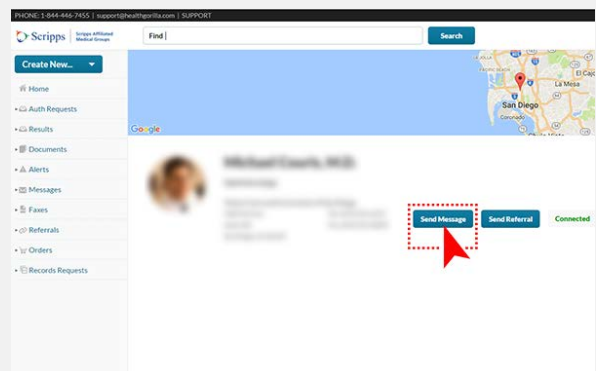 PHONE: 1-844-446-7455 | support@healthgorilla.com | SUPPORT
Scripps
Scripps Affiliated
Medical Groups
Find
Search
Create New...
Home
Auth Requests
Results
Documents
Alerts
Messages
Faxes
Referrals
Orders
Records Requests
La Mesa
San Diego
Coronado
Google
Send Message
Send Referral
Connected